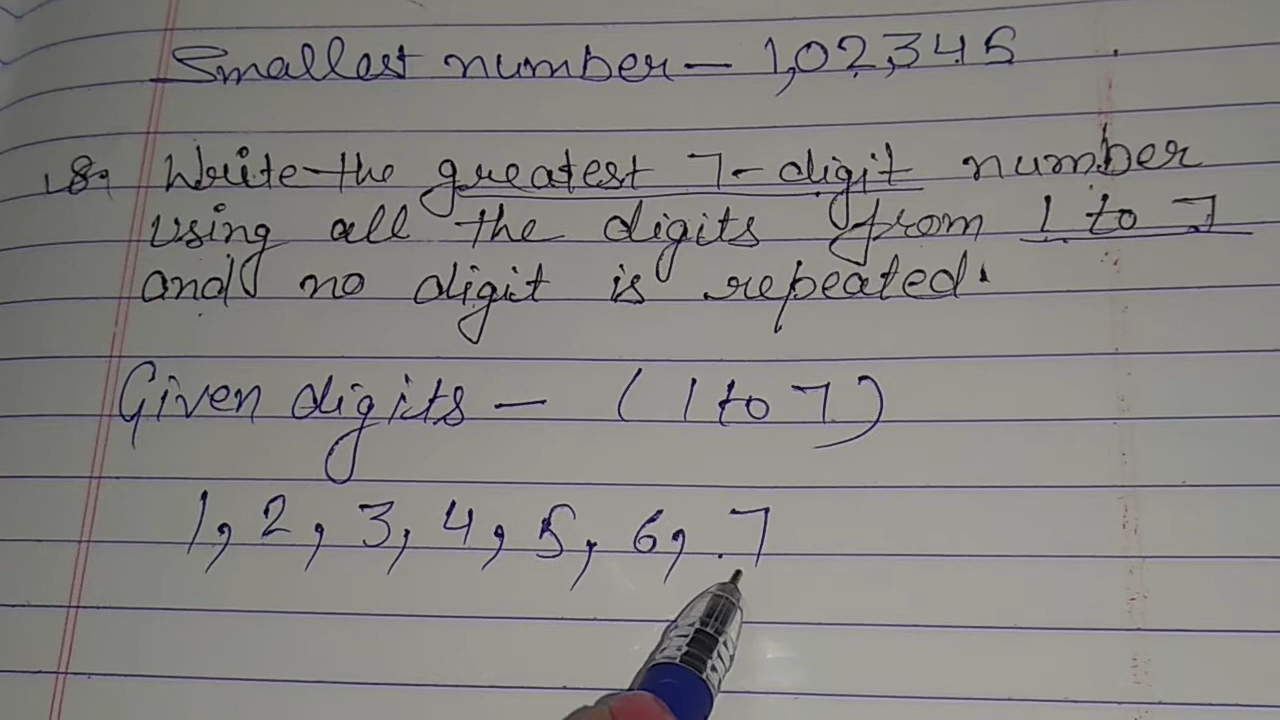 Smallest number - 1,02,345
18. Write the greatest 7-digit number
using all the digits from 1 to 7
and no digit is repeated.
Given digits - (1 to 7)
1, 2, 3, 4, 5, 6, 7